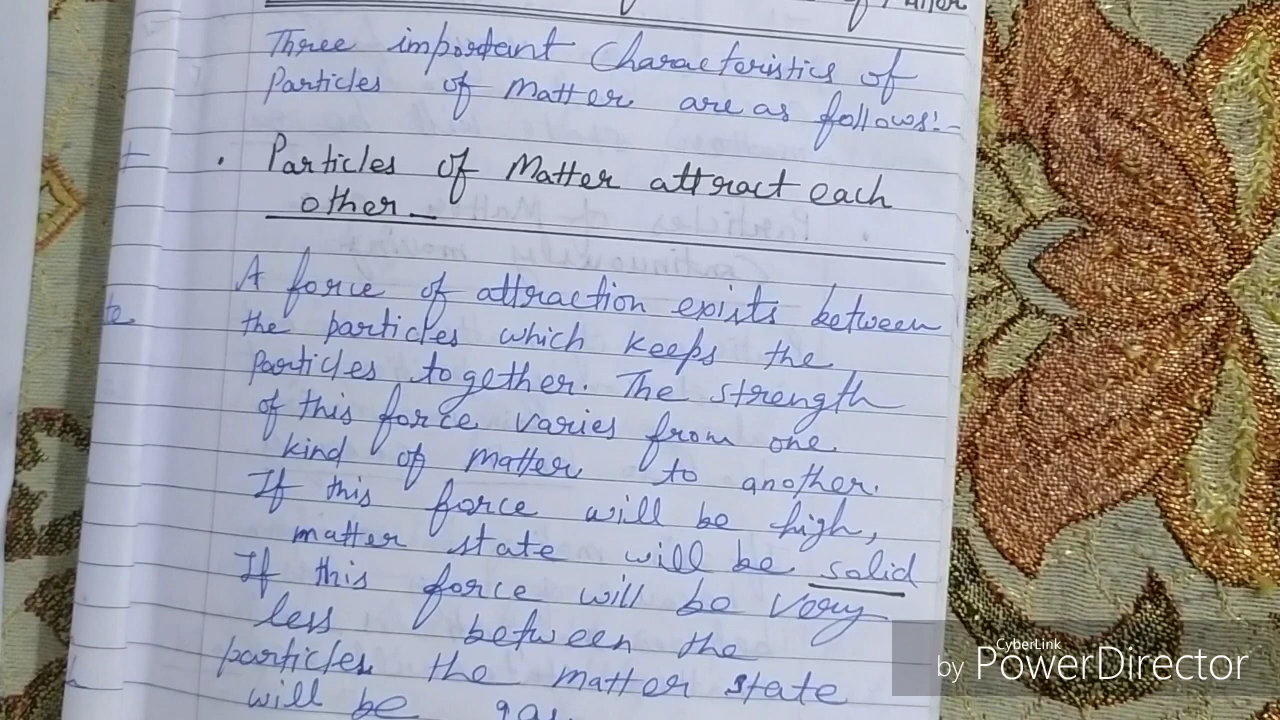 of Matter
Three important Characteristics of
Particles of Matter are as follows:-
• Particles of Matter attract each
other
A force of attraction exists between
the particles which keeps the
Particles together. The strength
of this force varies from one
kind of matter to another.
If this force will be high,
matter state will be solid
If this force will be very
less between the
particles the matter state
will be gas
CyberLink
by PowerDirector